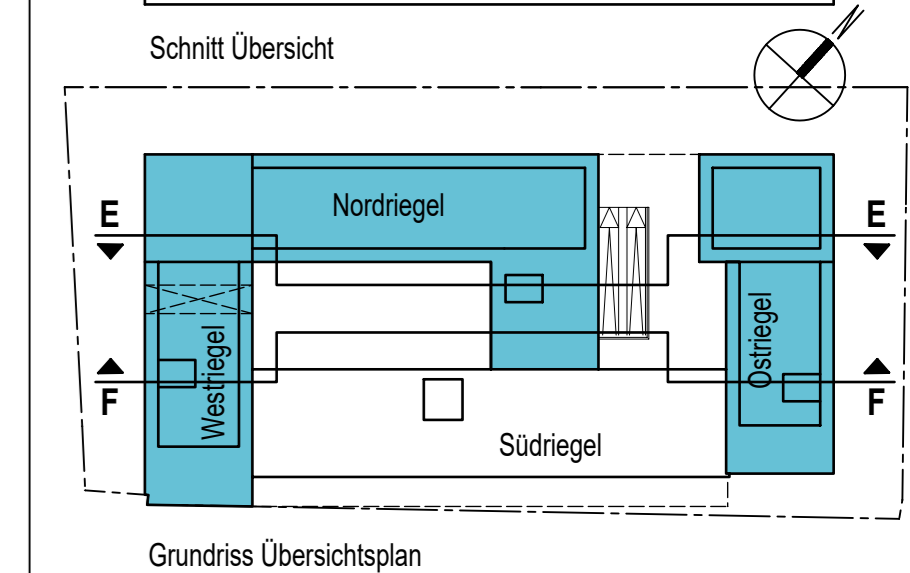 Schnitt Übersicht
Nordriegel
E
E
Westriegel
Ostriegel
F
F
Südriegel
Grundriss Übersichtsplan